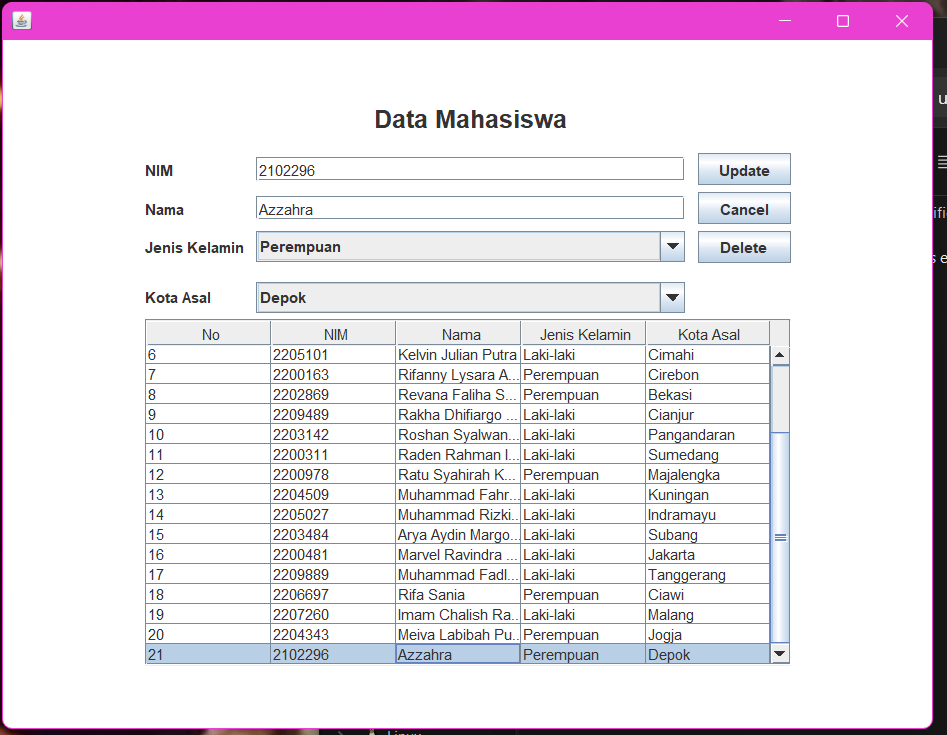 Data Mahasiswa
NIM 2102296 Update
Nama Azzahra Cancel
Jenis Kelamin Perempuan Delete
Kota Asal Depok
No NIM Nama Jenis Kelamin Kota Asal
6 2205101 Kelvin Julian Putra Laki-laki Cimahi
7 2200163 Rifanny Lysara A... Perempuan Cirebon
8 2202869 Revana Faliha S... Perempuan Bekasi
9 2209489 Rakha Dhifiargo ... Laki-laki Cianjur
10 2203142 Roshan Syalwan... Laki-laki Pangandaran
11 2200311 Raden Rahman I... Laki-laki Sumedang
12 2200978 Ratu Syahirah K... Perempuan Majalengka
13 2204509 Muhammad Fahr... Laki-laki Kuningan
14 2205027 Muhammad Rizki... Laki-laki Indramayu
15 2203484 Arya Aydin Margo... Laki-laki Subang
16 2200481 Marvel Ravindra ... Laki-laki Jakarta
17 2209889 Muhammad Fadl... Laki-laki Tanggerang
18 2206697 Rifa Sania Perempuan Ciawi
19 2207260 Imam Chalish Ra... Laki-laki Malang
20 2204343 Meiva Labibah Pu... Perempuan Jogja
21 2102296 Azzahra Perempuan Depok